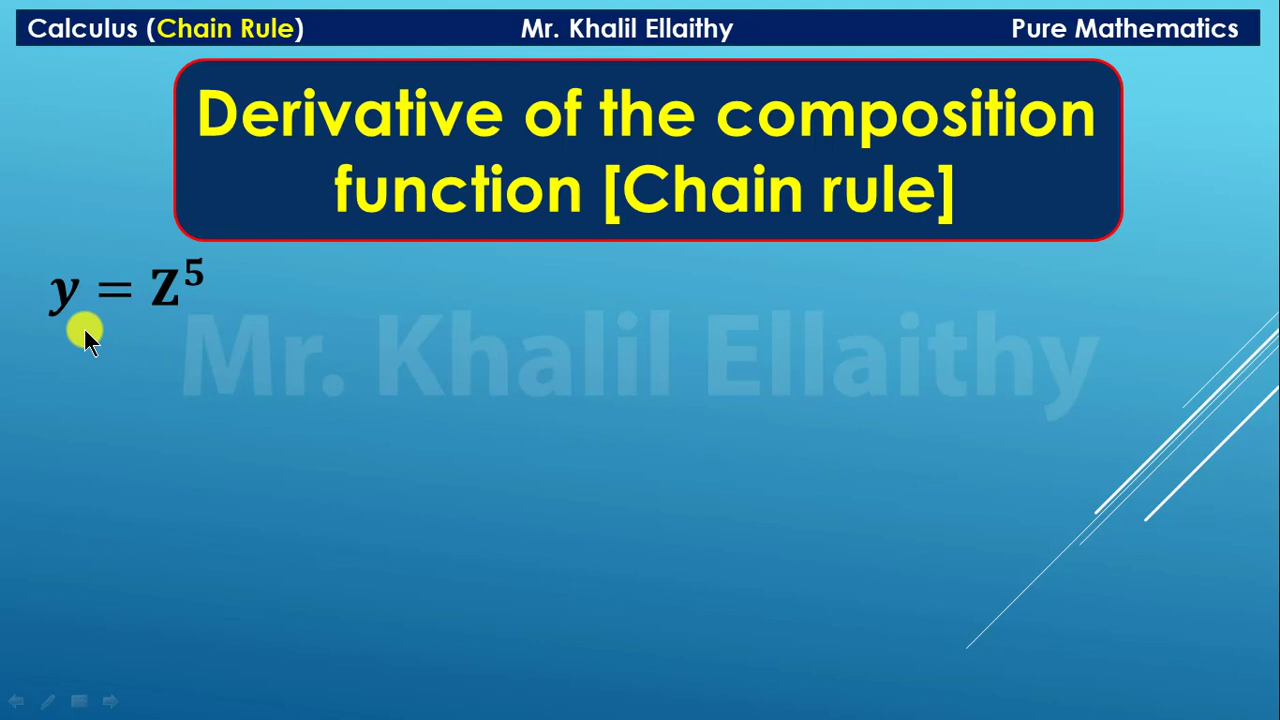 Calculus (Chain Rule) Mr. Khalil Ellaithy Pure Mathematics
Derivative of the composition
function [Chain rule]
y = Z⁵
Mr. Khalil Ellaithy